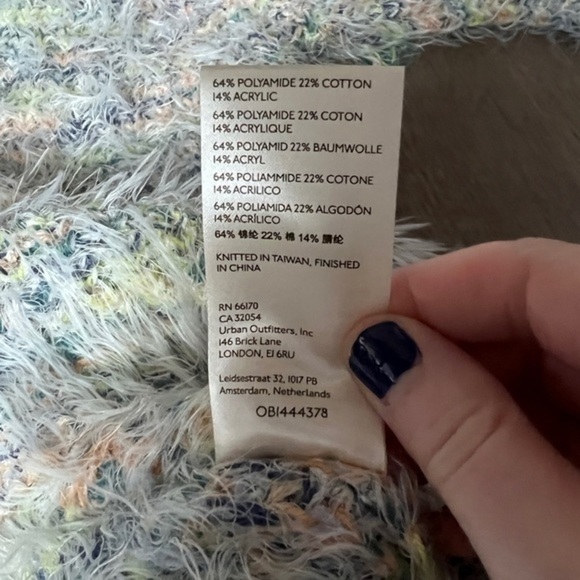 64% POLYAMIDE 22% COTTON
14% ACRYLIC
64% POLYAMIDE 22% COTON
14% ACRYLIQUE
64% POLYAMID 22% BAUMWOLLE
14% ACRYL
64% POLIAMMIDE 22% COTONE
14% ACRILICO
64% POLIAMIDA 22% ALGODÓN
14% ACRÍLICO
64% 锦纶 22% 棉 14% 腈纶
KNITTED IN TAIWAN, FINISHED
IN CHINA
RN 66170
CA 32054
Urban Outfitters, Inc
146 Brick Lane
LONDON, E1 6RU
Leidsestraat 32, 1017 PB
Amsterdam, Netherlands
OB1444378